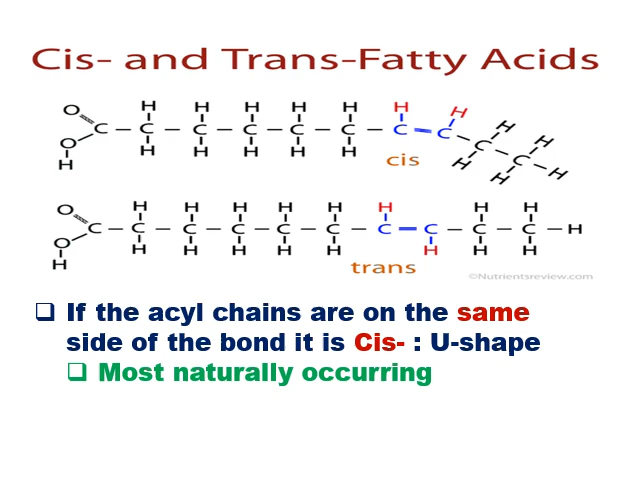 Cis- and Trans-Fatty Acids
O H H H H H H H
C – C – C – C – C – C – C = C C C H
O H H H H H H H H
H
cis
O H H H H H H H H
C – C – C – C – C – C – C = C – C – C – H
O H H H H H H H H
H
trans
©Nutrientsreview.com
❑ If the acyl chains are on the same
side of the bond it is Cis- : U-shape
❑ Most naturally occurring